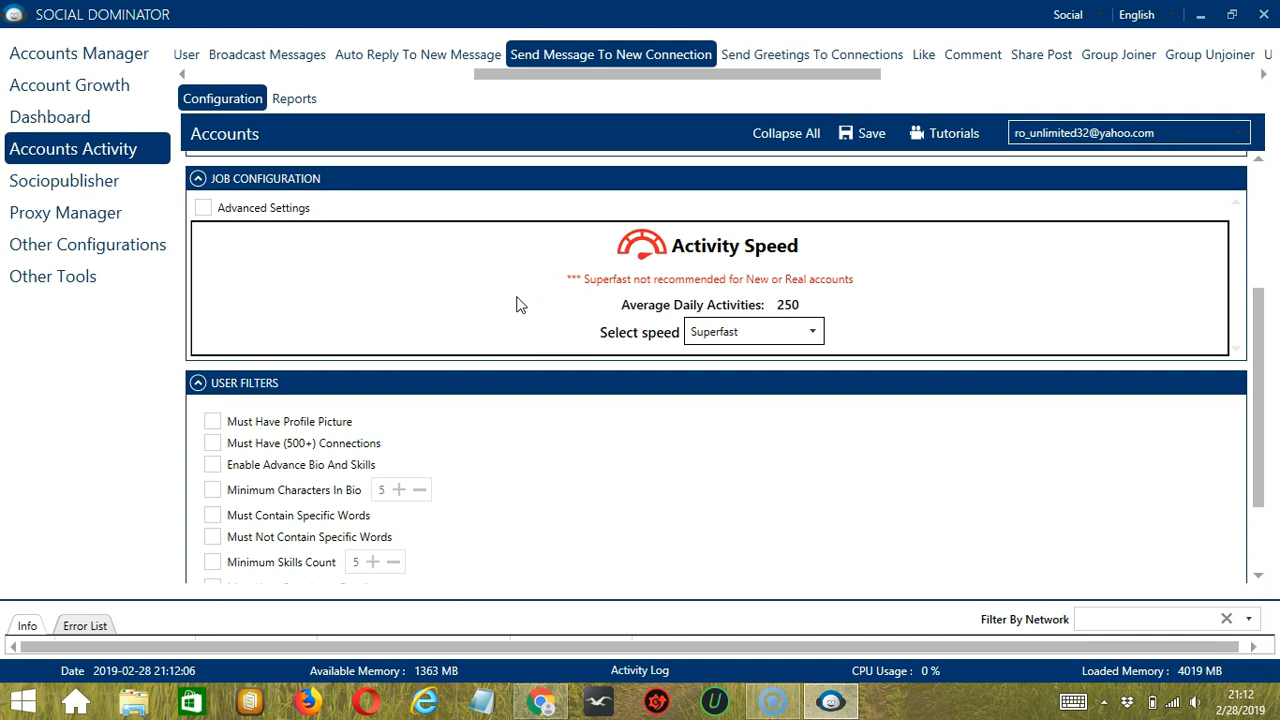 SOCIAL DOMINATOR
Social
English
Accounts Manager
Account Growth
Dashboard
Accounts Activity
Sociopublisher
Proxy Manager
Other Configurations
Other Tools
User
Broadcast Messages
Auto Reply To New Message
Send Message To New Connection
Send Greetings To Connections
Like
Comment
Share Post
Group Joiner
Group Unjoiner
U
Configuration
Reports
Accounts
Collapse All
Save
Tutorials
ro_unlimited32@yahoo.com
JOB CONFIGURATION
Advanced Settings
Activity Speed
*** Superfast not recommended for New or Real accounts
Average Daily Activities: 250
Select speed
Superfast
USER FILTERS
Must Have Profile Picture
Must Have (500+) Connections
Enable Advance Bio And Skills
Minimum Characters In Bio
5
Must Contain Specific Words
Must Not Contain Specific Words
Minimum Skills Count
5
Info
Error List
Filter By Network
Date 2019-02-28 21:12:06
Available Memory : 1363 MB
Activity Log
CPU Usage : 0 %
Loaded Memory : 4019 MB
21:12
2/28/2019